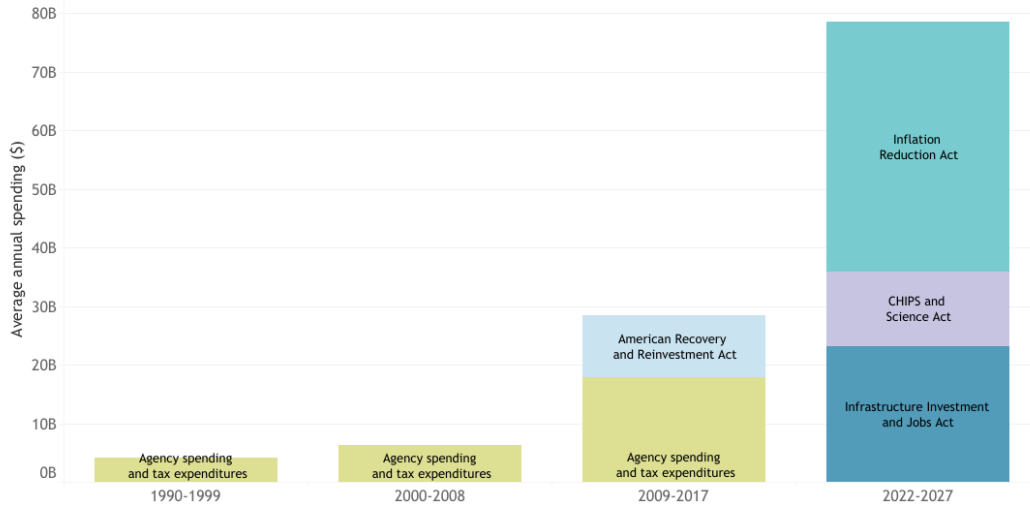 80B
70B
60B
50B
40B
30B
20B
10B
0B
Average annual spending ($)
Agency spending
and tax expenditures
Agency spending
and tax expenditures
American Recovery
and Reinvestment Act
Agency spending
and tax expenditures
Inflation
Reduction Act
CHIPS and
Science Act
Infrastructure Investment
and Jobs Act
1990-1999
2000-2008
2009-2017
2022-2027